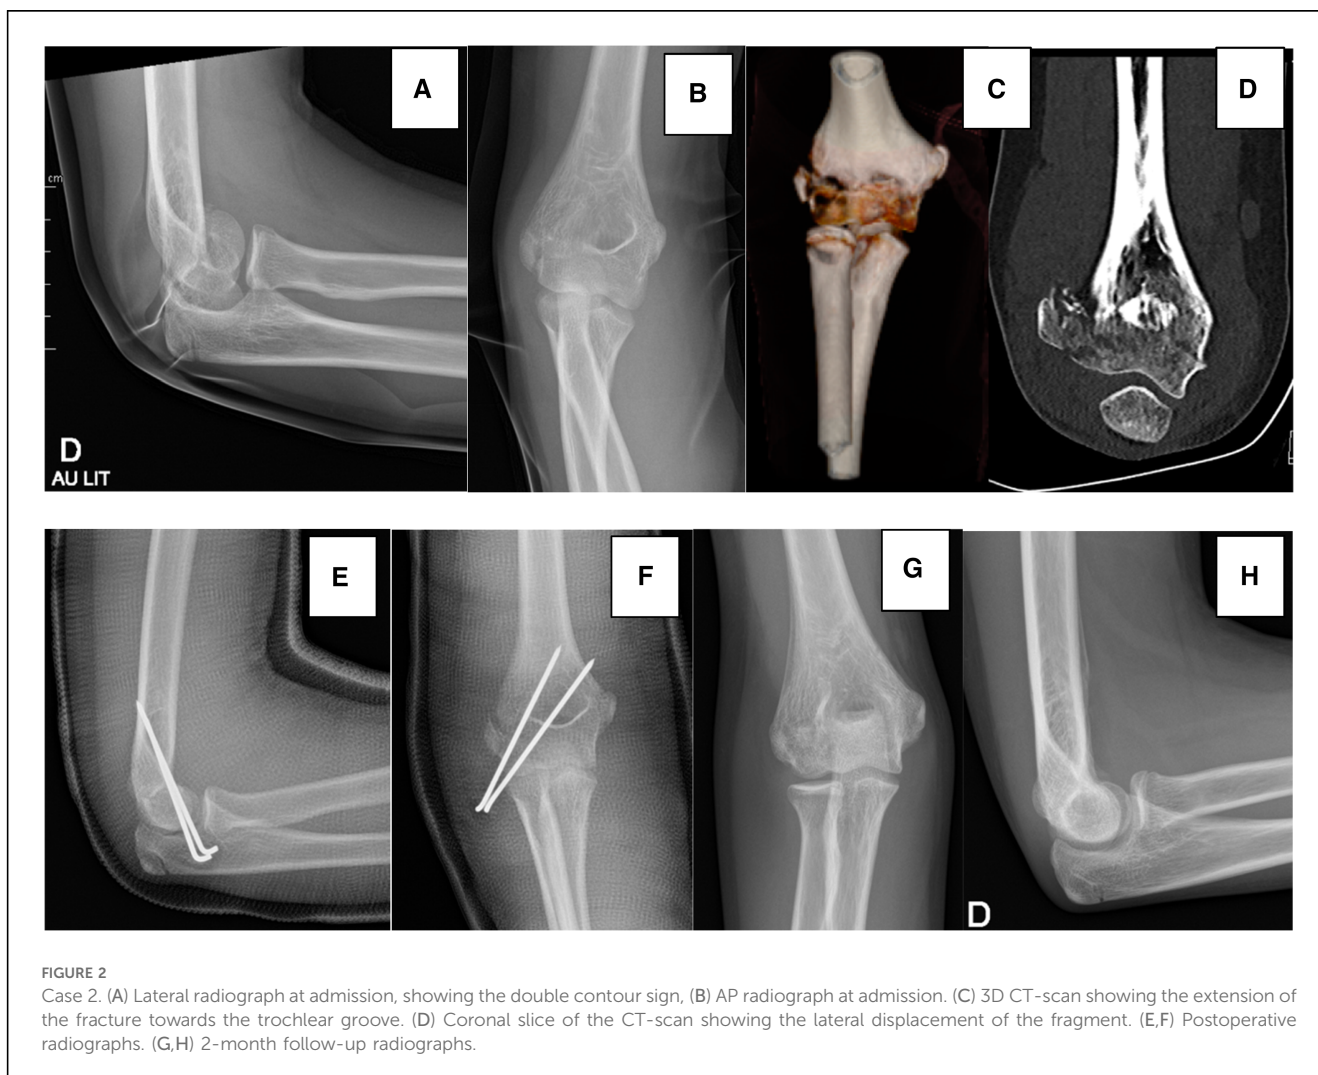 A
B
C
D
cm
D
AU LIT
E
F
G
H
D
FIGURE 2
Case 2. (A) Lateral radiograph at admission, showing the double contour sign, (B) AP radiograph at admission. (C) 3D CT-scan showing the extension of
the fracture towards the trochlear groove. (D) Coronal slice of the CT-scan showing the lateral displacement of the fragment. (E,F) Postoperative
radiographs. (G,H) 2-month follow-up radiographs.